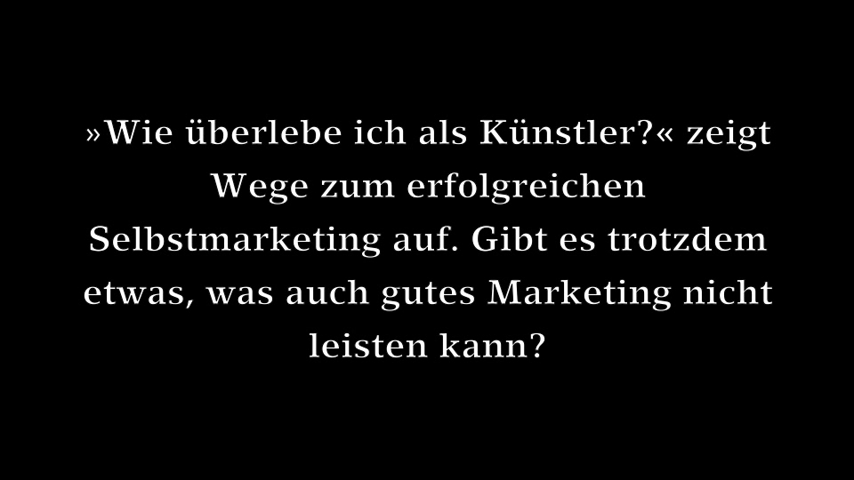 »Wie überlebe ich als Künstler?« zeigt
Wege zum erfolgreichen
Selbstmarketing auf. Gibt es trotzdem
etwas, was auch gutes Marketing nicht
leisten kann?